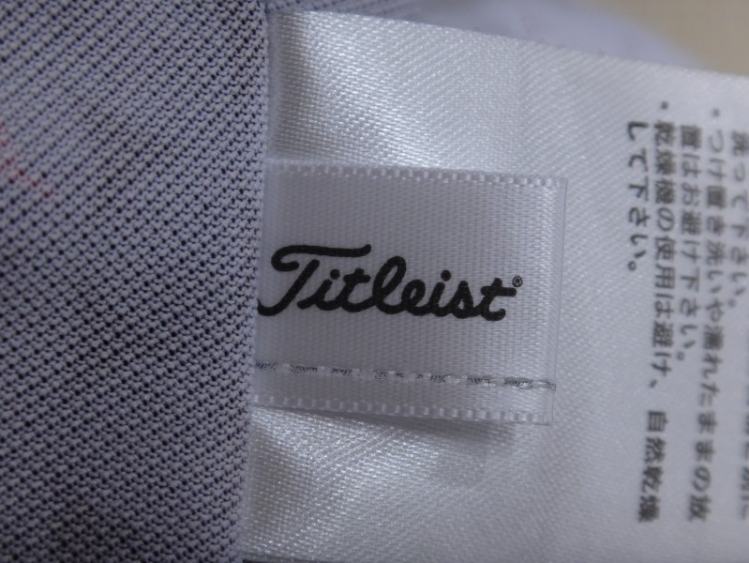 Titleist®
洗って下さい。
・つけ置き洗いや濡れたままの放
置はお避け下さい。
・乾燥機の使用は避け、自然乾燥
して下さい。